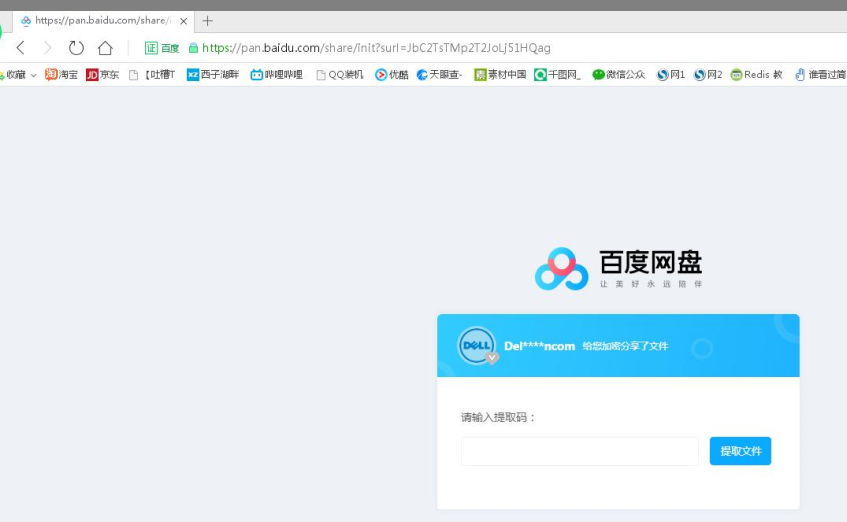 https://pan.baidu.com/share/i
证 百度 https://pan.baidu.com/share/init?surl=JbC2TsTMp2T2JoLj51HQag
收藏 淘 淘宝 JD 京东 【吐槽T XZ 西子湖畔 哔哩哔哩 QQ装机 优酷 天眼查- 素材中国 千图网_ 微信公众 网1 网2 Redis 教 谁看过简
百度网盘
让美好永远陪伴
DELL Del****ncom 给您加密分享了文件
请输入提取码：
提取文件